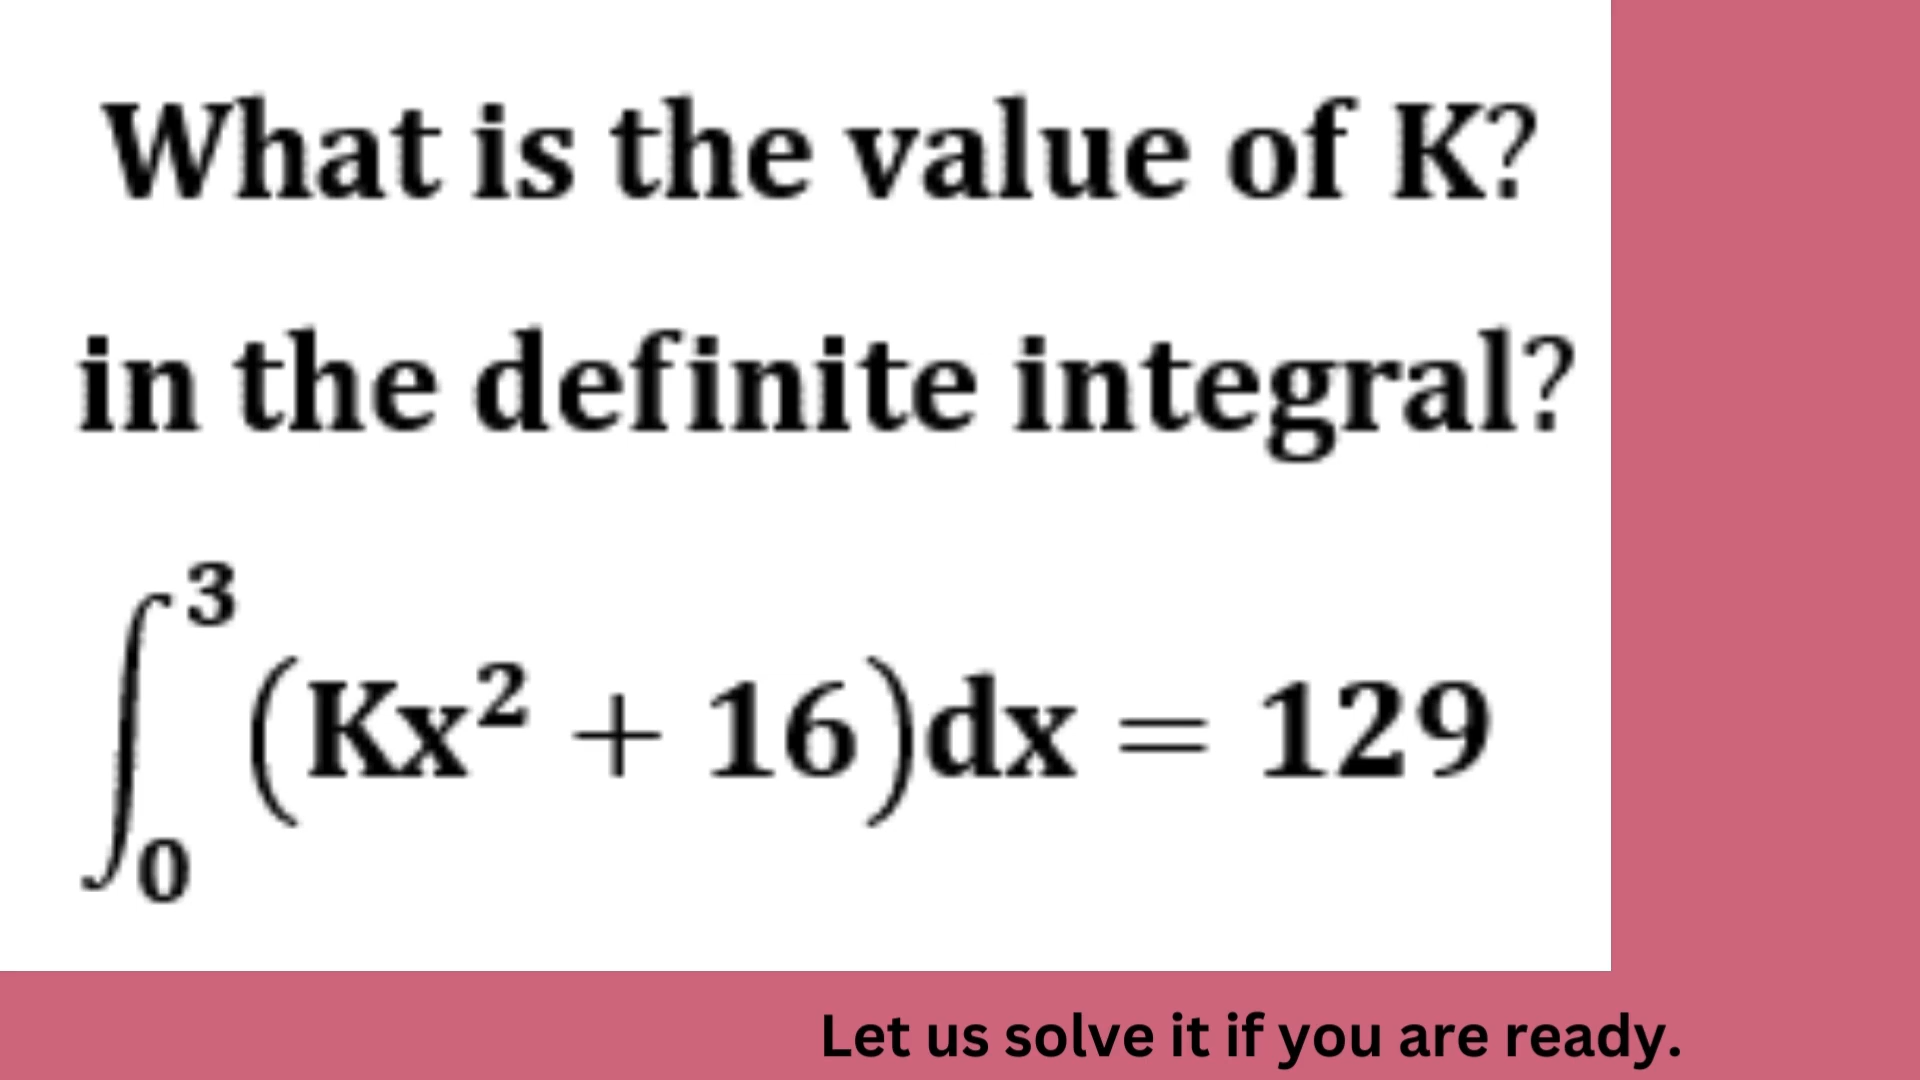 What is the value of K?
in the definite integral?
∫₀³ (Kx² + 16)dx = 129
Let us solve it if you are ready.